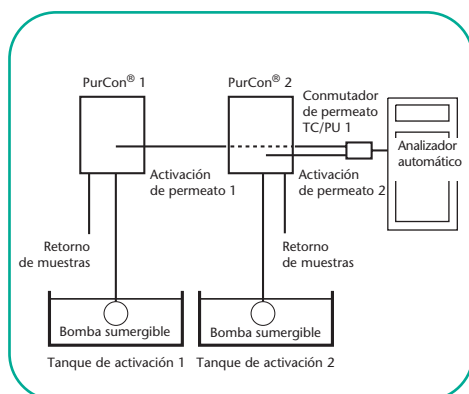 PurCon® 1
PurCon® 2
Conmutador
de permeato
TC/PU 1
Analizador
automático
Activación
de permeato 1
Activación
de permeato 2
Retorno
de muestras
Retorno
de muestras
Bomba sumergible
Bomba sumergible
Tanque de activación 1
Tanque de activación 2